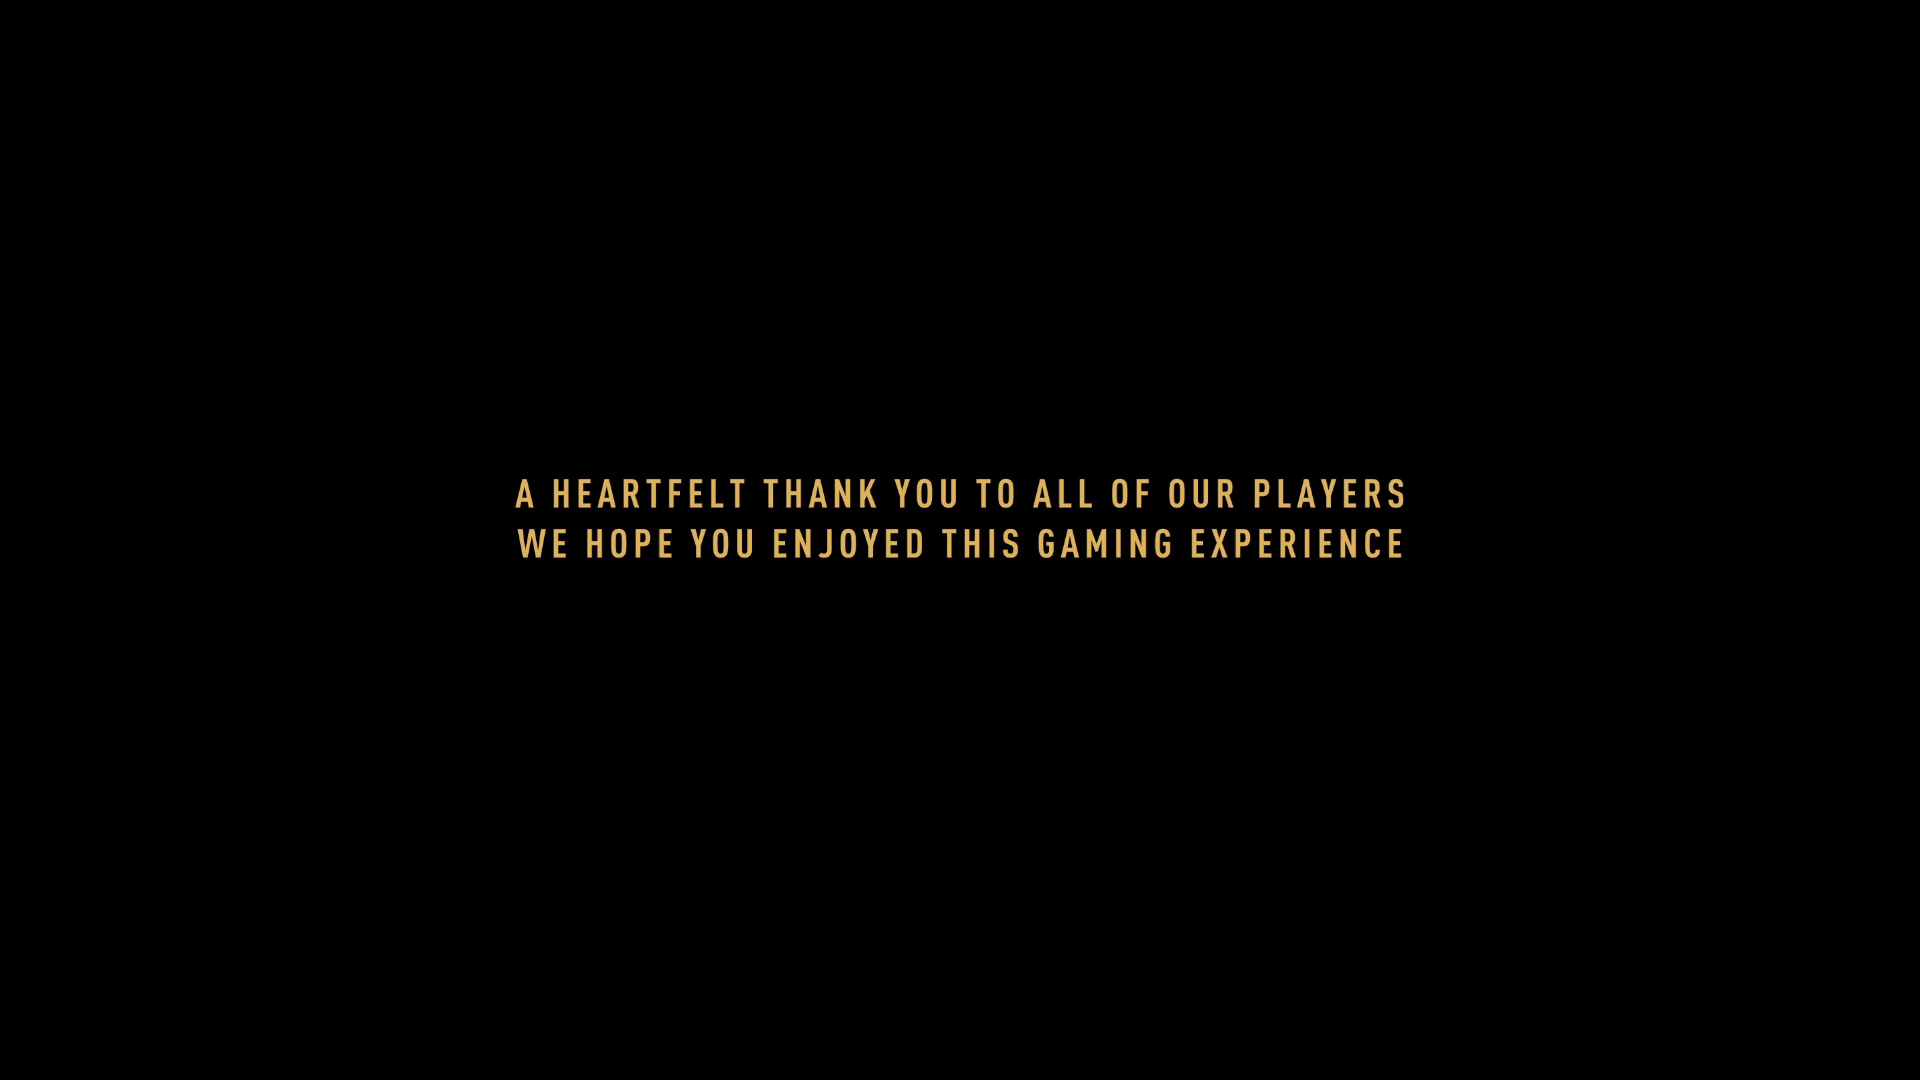 A HEARTFELT THANK YOU TO ALL OF OUR PLAYERS
WE HOPE YOU ENJOYED THIS GAMING EXPERIENCE